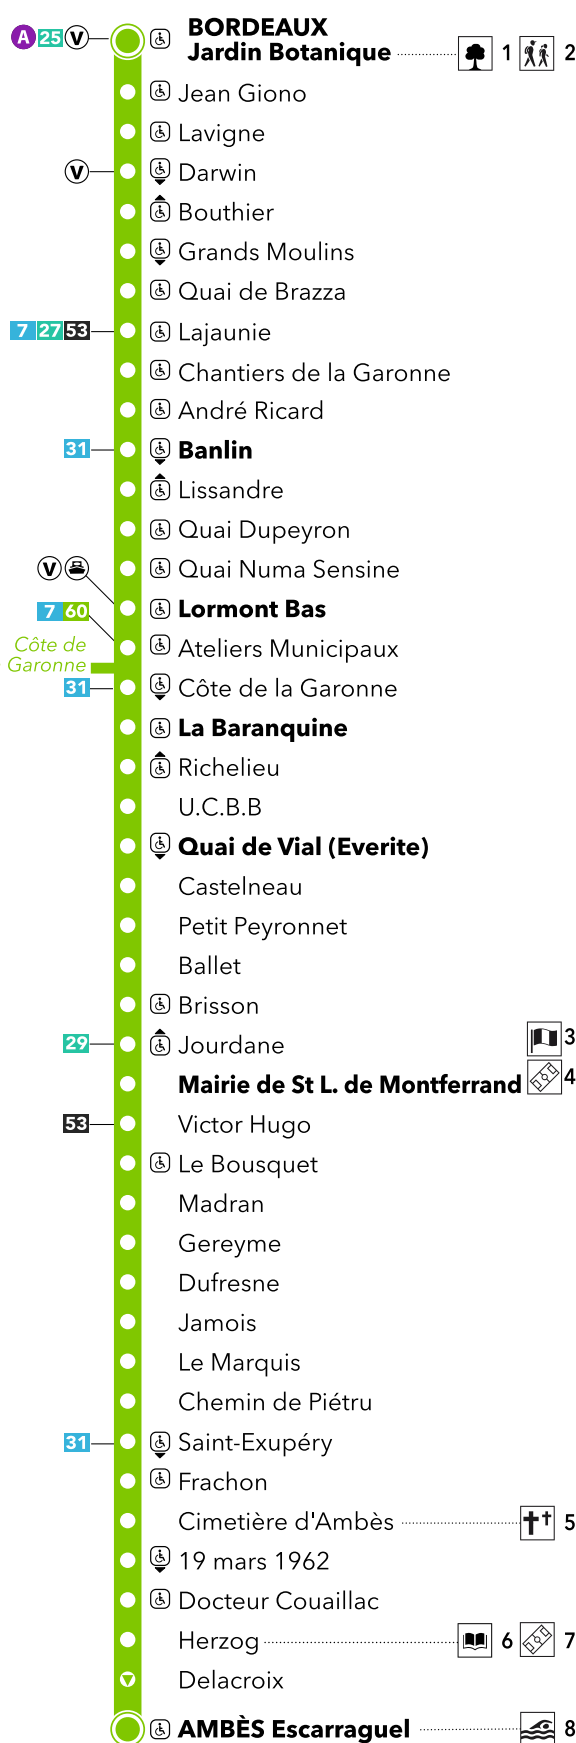 A 25 V BORDEAUX
Jardin Botanique 1 2
Jean Giono
Lavigne
V Darwin
Bouthier
Grands Moulins
Quai de Brazza
7 27 53 Lajaunie
Chantiers de la Garonne
André Ricard
31 Banlin
Lissandre
Quai Dupeyron
V Quai Numa Sensine
Lormont Bas
7 60 Ateliers Municipaux
Côte de
Garonne
31 Côte de la Garonne
La Baranquine
Richelieu
U.C.B.B
Quai de Vial (Everite)
Castelneau
Petit Peyronnet
Ballet
Brisson
29 Jourdane 3
Mairie de St L. de Montferrand 4
53 Victor Hugo
Le Bousquet
Madran
Gereyme
Dufresne
Jamois
Le Marquis
Chemin de Piétru
31 Saint-Exupéry
Frachon
Cimetière d'Ambès 5
19 mars 1962
Docteur Couaillac
Herzog 6 7
Delacroix
AMBÈS Escarraguel 8